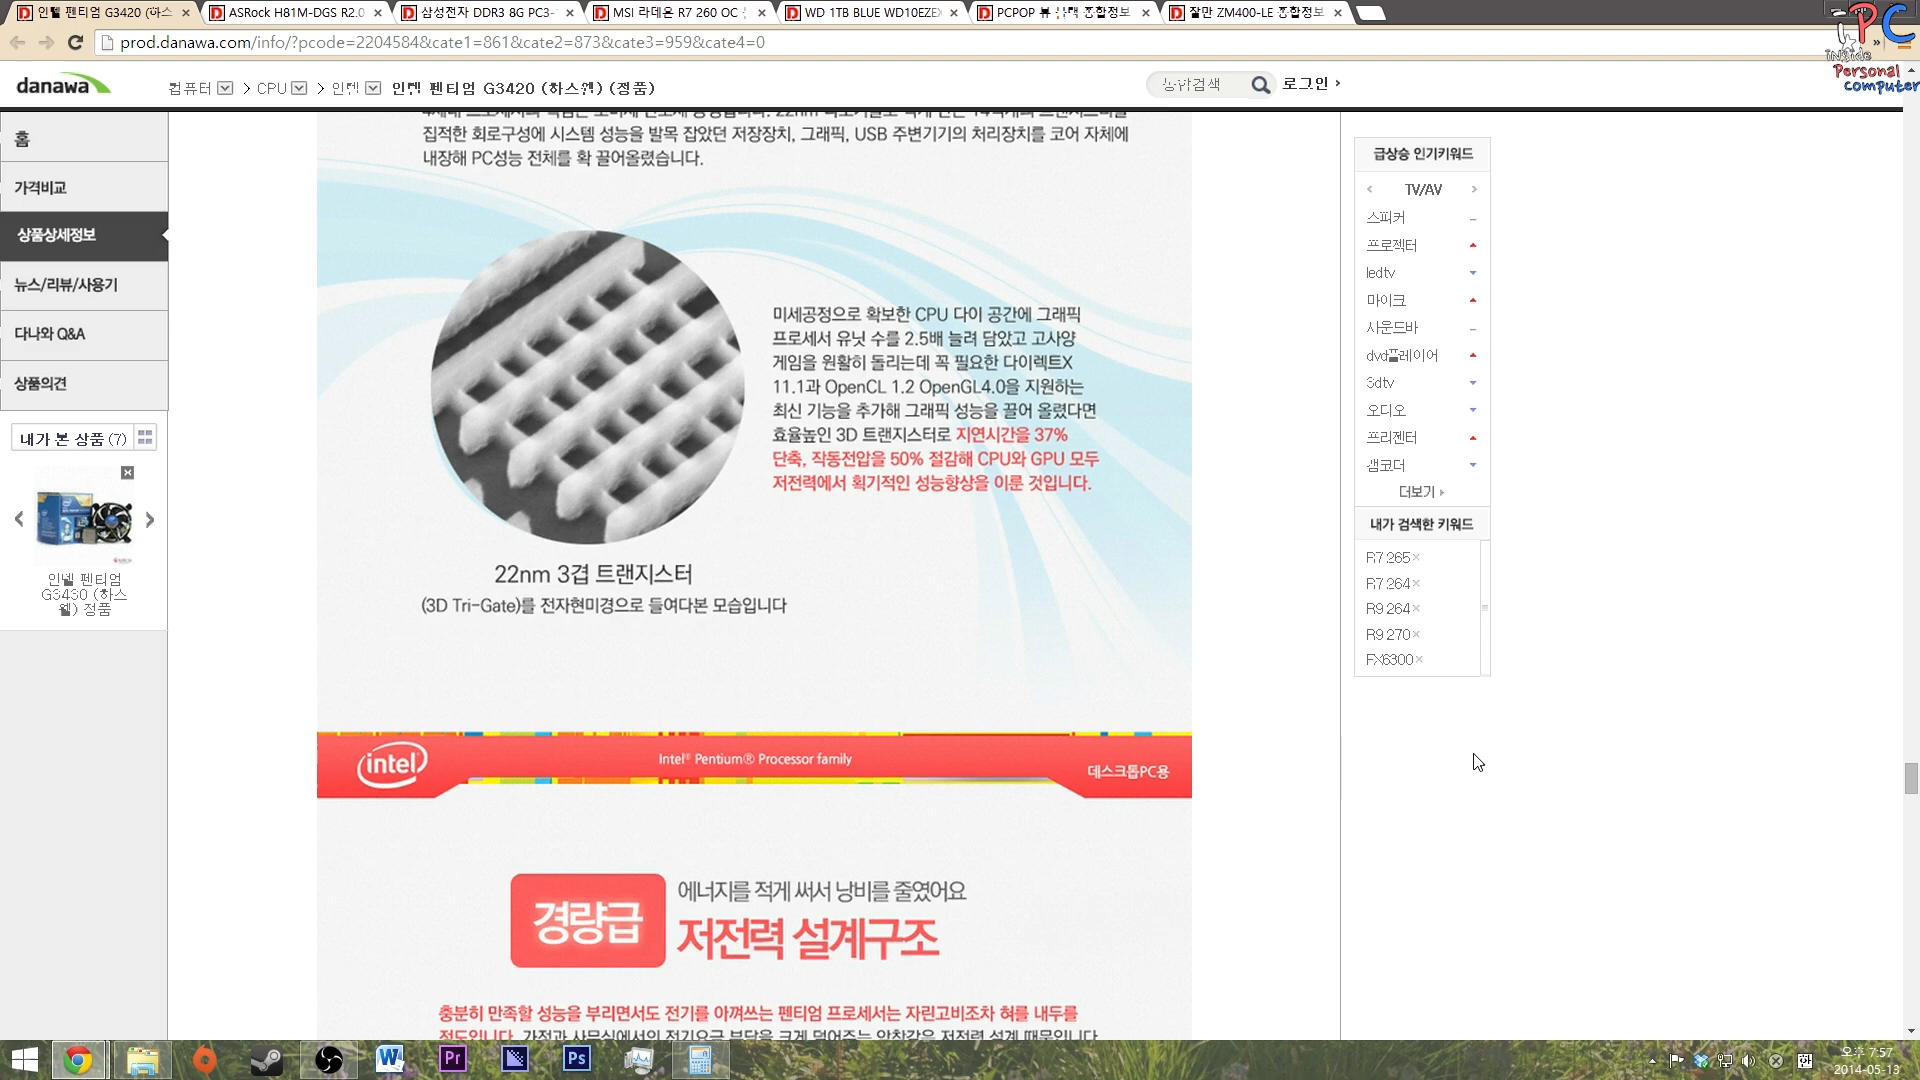 인텔 펜티엄 G3420 (하스
ASRock H81M-DGS R2.0
삼성전자 DDR3 8G PC3-
MSI 라데온 R7 260 OC
WD 1TB BLUE WD10EZEX
PCPOP 뷰 블랙 종합정보
잘만 ZM400-LE 종합정보
prod.danawa.com/info/?pcode=2204584&cate1=861&cate2=873&cate3=959&cate4=0
PC
inside
Personal
Computer
danawa
컴퓨터 > CPU > 인텔 인텔 펜티엄 G3420 (하스웰) (정품)
통합검색
로그인
홈
가격비교
상품상세정보
뉴스/리뷰/사용기
다나와 Q&A
상품의견
내가 본 상품 (7)
인텔 펜티엄
G3430 (하스
웰) 정품
집적한 회로구성에 시스템 성능을 발목 잡았던 저장장치, 그래픽, USB 주변기기의 처리장치를 코어 자체에
내장해 PC성능 전체를 확 끌어올렸습니다.
미세공정으로 확보한 CPU 다이 공간에 그래픽
프로세서 유닛 수를 2.5배 늘려 담았고 고사양
게임을 원활히 돌리는데 꼭 필요한 다이렉트X
11.1과 OpenCL 1.2 OpenGL4.0을 지원하는
최신 기능을 추가해 그래픽 성능을 끌어 올렸다면
효율높인 3D 트랜지스터로 지연시간을 37%
단축, 작동전압을 50% 절감해 CPU와 GPU 모두
저전력에서 획기적인 성능향상을 이룬 것입니다.
22nm 3겹 트랜지스터
(3D Tri-Gate)를 전자현미경으로 들여다본 모습입니다
intel
Intel® Pentium® Processor family
데스크톱PC용
경량급
에너지를 적게 써서 낭비를 줄였어요
저전력 설계구조
충분히 만족할 성능을 부리면서도 전기를 아껴쓰는 펜티엄 프로세서는 자린고비조차 혀를 내두를
정도입니다. 가정과 사무실에서의 전기요금 부담을 크게 덜어주는 안착감은 저전력 설계 때문입니다.
급상승 인기키워드
TV/AV
스피커
프로젝터
ledtv
마이크
사운드바
dvd플레이어
3dtv
오디오
프리젠터
캠코더
더보기
내가 검색한 키워드
R7 265
R7 264
R9 264
R9 270
FX6300
Pr
Ps
오후 7:57
2014-05-13